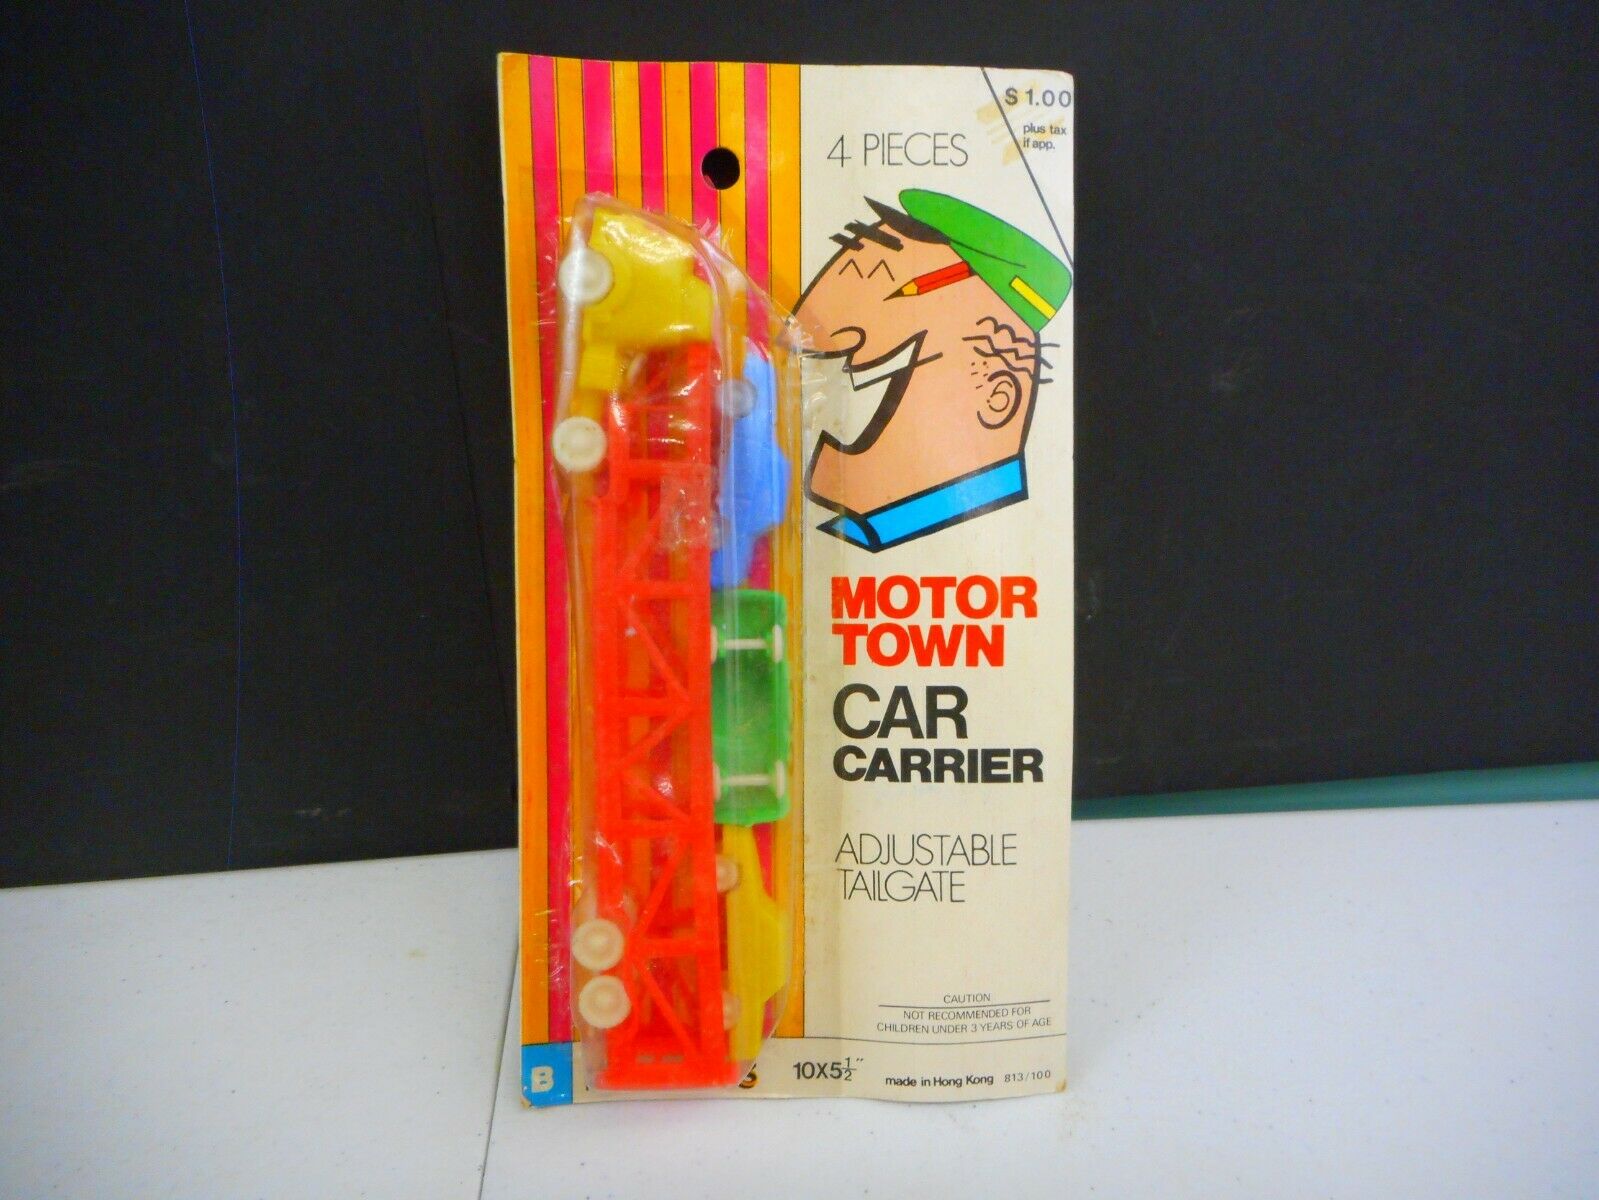 $1.00
plus tax
if app.
4 PIECES
MOTOR
TOWN
CAR
CARRIER
ADJUSTABLE
TAILGATE
CAUTION
NOT RECOMMENDED FOR
CHILDREN UNDER 3 YEARS OF AGE
B
10X5½"
made in Hong Kong 813/100